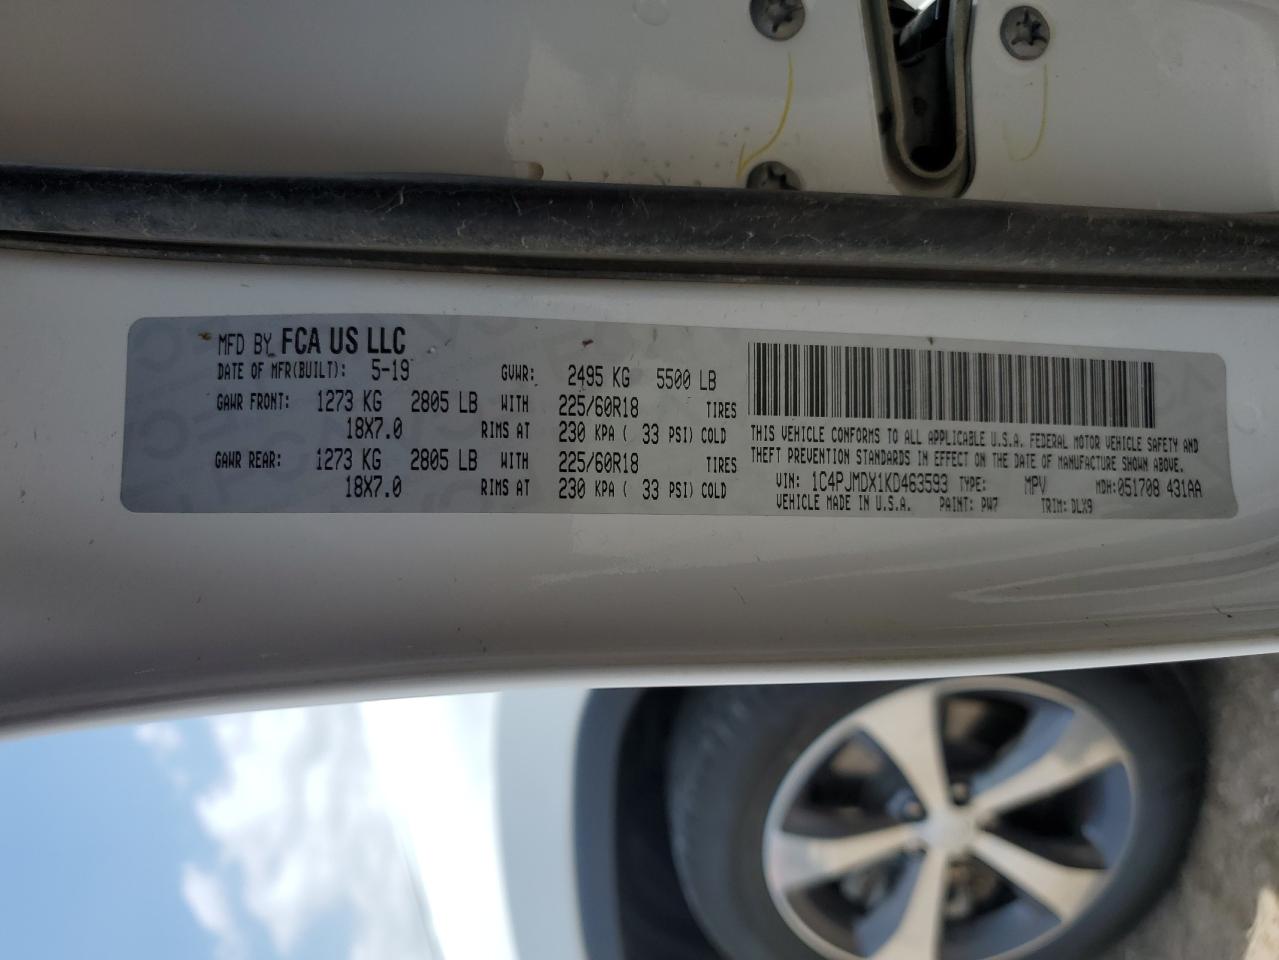 MFD BY FCA US LLC
DATE OF MFR(BUILT): 5-19 GVWR: 2495 KG 5500 LB
GAWR FRONT: 1273 KG 2805 LB WITH 225/60R18 TIRES
18X7.0 RIMS AT 230 KPA ( 33 PSI) COLD
GAWR REAR: 1273 KG 2805 LB WITH 225/60R18 TIRES
18X7.0 RIMS AT 230 KPA ( 33 PSI) COLD
THIS VEHICLE CONFORMS TO ALL APPLICABLE U.S.A. FEDERAL MOTOR VEHICLE SAFETY AND
THEFT PREVENTION STANDARDS IN EFFECT ON THE DATE OF MANUFACTURE SHOWN ABOVE.
VIN: 1C4PJMDX1KD463593 TYPE: MPV MDH:051708 431AA
VEHICLE MADE IN U.S.A. PAINT: PW7 TRIM: DLX9